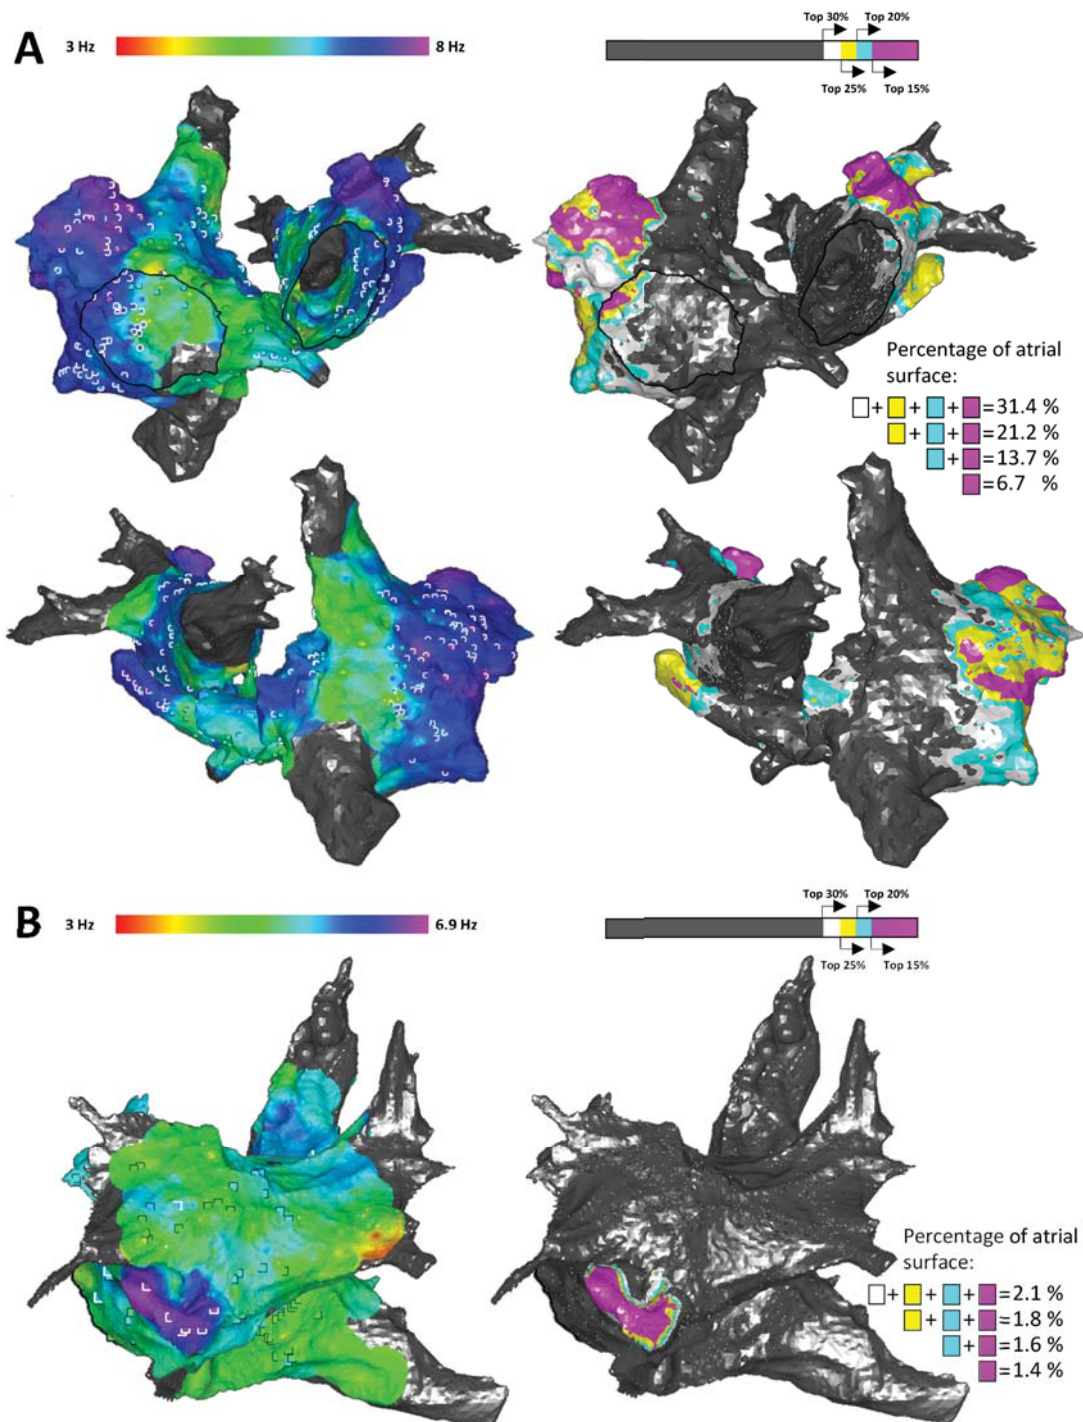 A
3 Hz
8 Hz
Top 30%
Top 20%
Top 25%
Top 15%
Percentage of atrial
surface:
+ + + =31.4 %
+ + =21.2 %
+ =13.7 %
=6.7 %
B
3 Hz
6.9 Hz
Top 30%
Top 20%
Top 25%
Top 15%
Percentage of atrial
surface:
+ + + =2.1 %
+ + =1.8 %
+ =1.6 %
=1.4 %